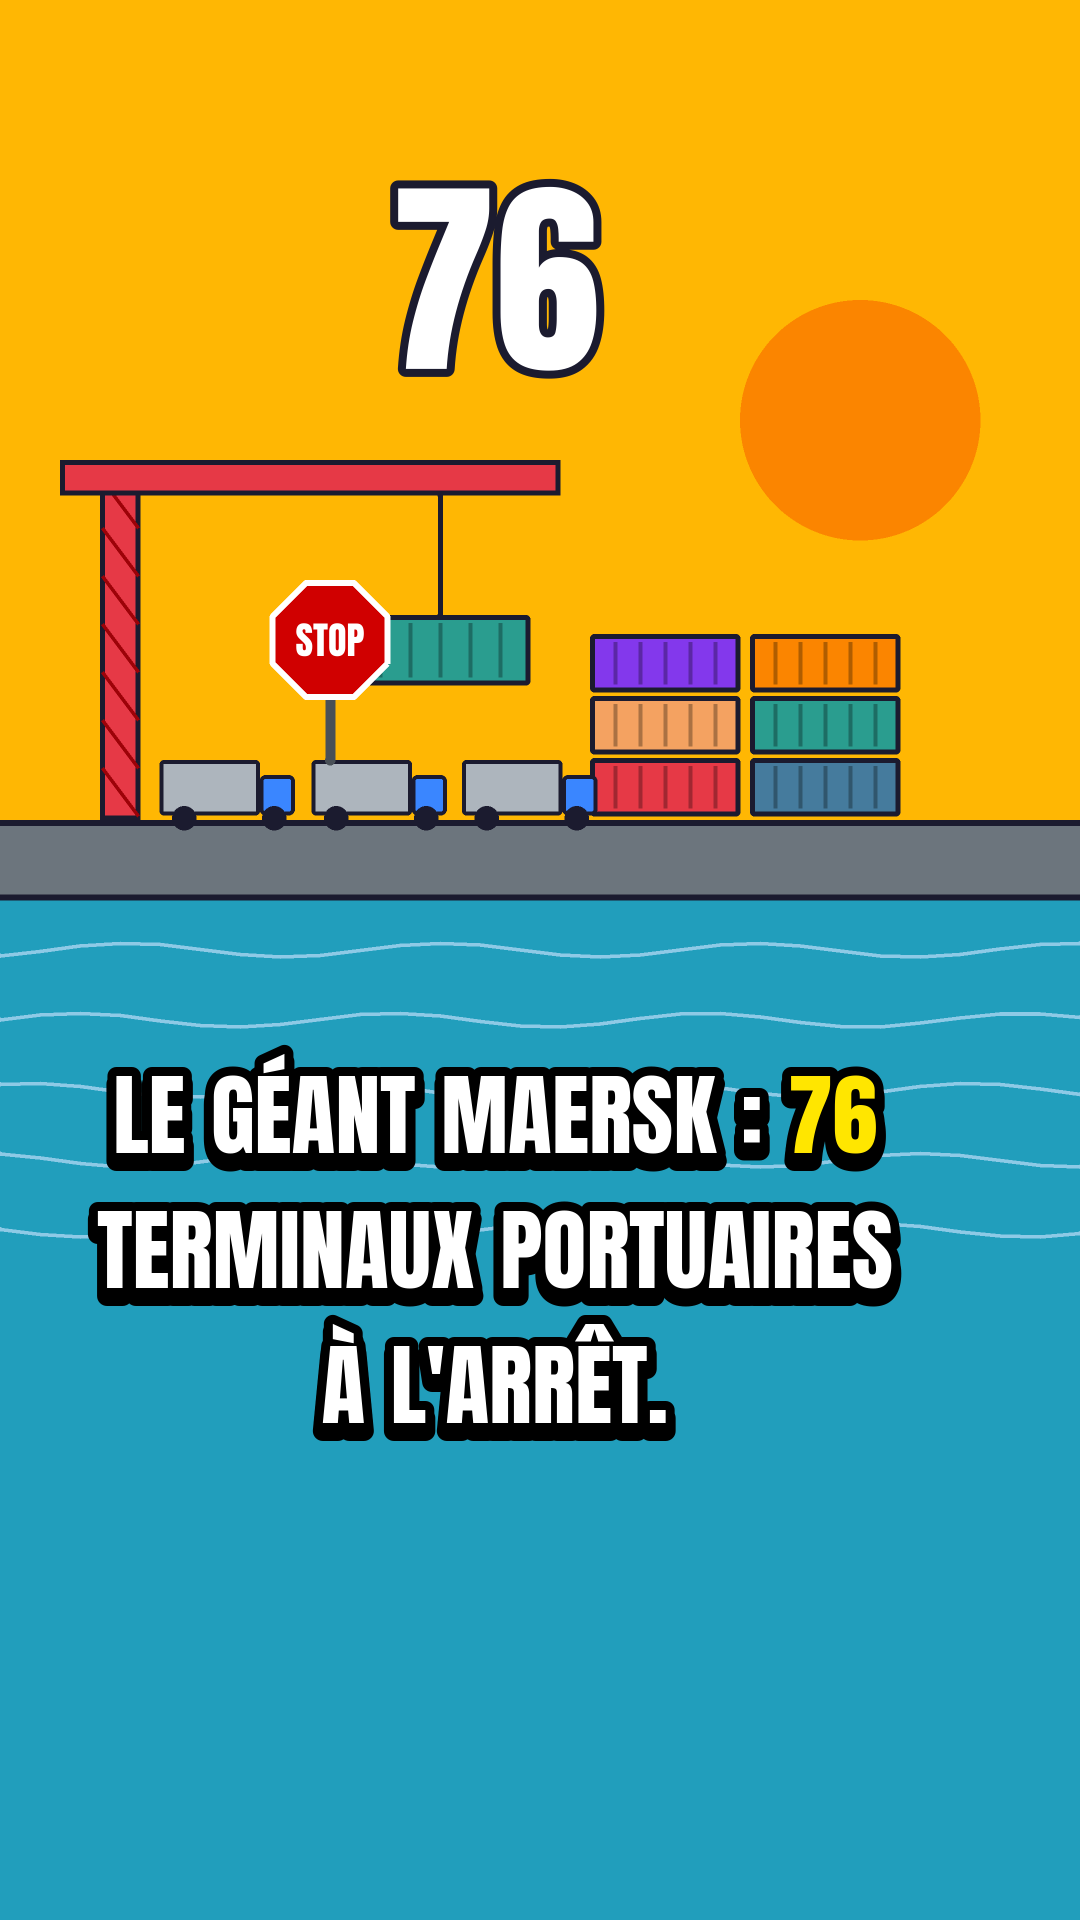 76
STOP
LE GÉANT MAERSK : 76
TERMINAUX PORTUAIRES
À L'ARRÊT.